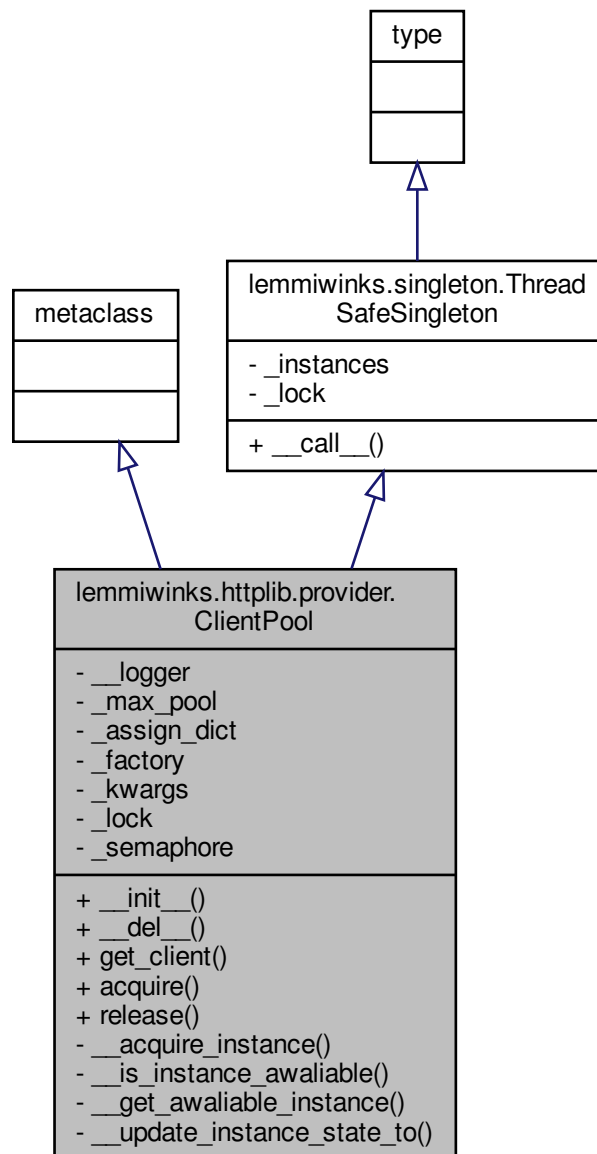 type
lemmiwinks.singleton.Thread
SafeSingleton
- _instances
- _lock
+ __call__()
metaclass
lemmiwinks.httplib.provider.
ClientPool
- __logger
- _max_pool
- _assign_dict
- _factory
- _kwargs
- _lock
- _semaphore
+ __init__()
+ __del__()
+ get_client()
+ acquire()
+ release()
- __acquire_instance()
- __is_instance_awaliable()
- __get_awaliable_instance()
- __update_instance_state_to()